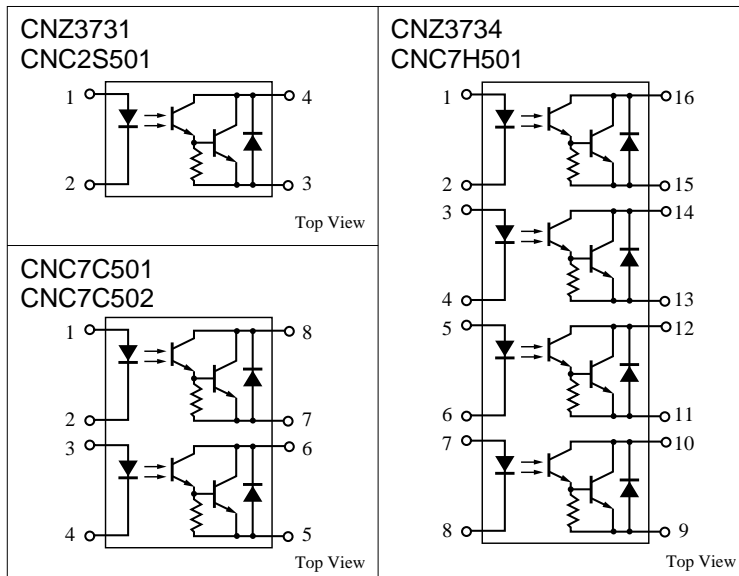 CNZ3731
CNC2S501
1 4
2 3
Top View
CNC7C501
CNC7C502
1 8
2 7
3 6
4 5
Top View
CNZ3734
CNC7H501
1 16
2 15
3 14
4 13
5 12
6 11
7 10
8 9
Top View